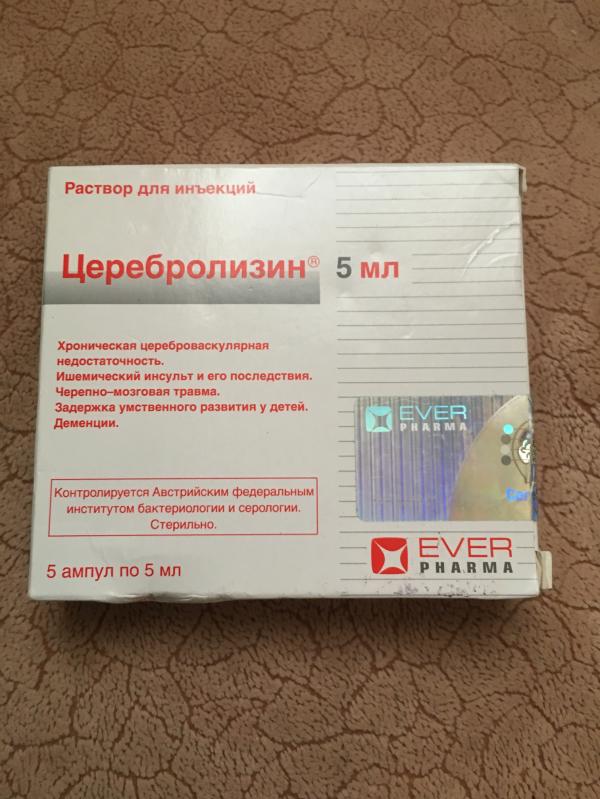 Раствор для инъекций
Церебролизин® 5 мл
Хроническая цереброваскулярная
недостаточность.
Ишемический инсульт и его последствия.
Черепно–мозговая травма.
Задержка умственного развития у детей.
Деменции.
EVER
PHARMA
Контролируется Австрийским федеральным
институтом бактериологии и серологии.
Стерильно.
5 ампул по 5 мл
EVER
PHARMA